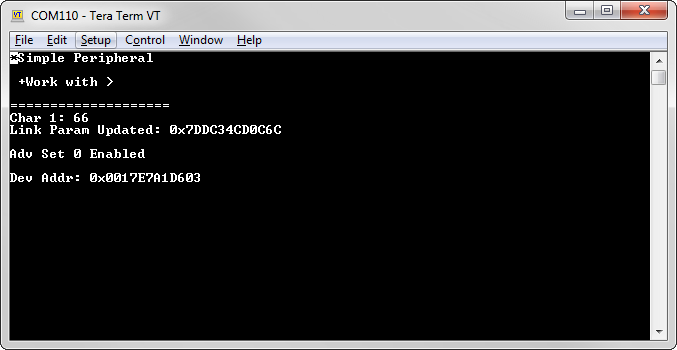 COM110 - Tera Term VT
File Edit Setup Control Window Help
*Simple Peripheral
+Work with >
====================
Char 1: 66
Link Param Updated: 0x7DDC34CD0C6C
Adv Set 0 Enabled
Dev Addr: 0x0017E7A1D603